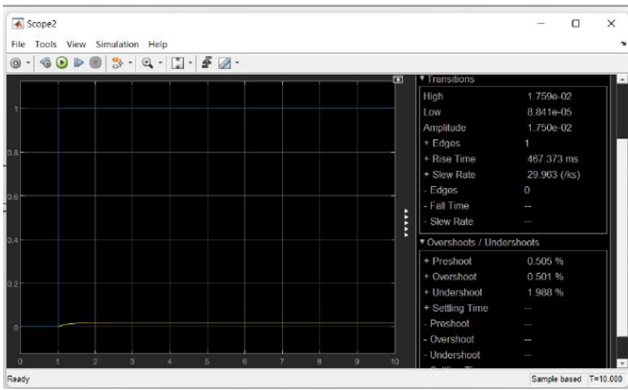 Scope2
File Tools View Simulation Help
Transitions
High 1.759e-02
Low 8.841e-05
Amplitude 1.750e-02
+ Edges 1
+ Rise Time 467.373 ms
+ Slew Rate 29.963 (/ks)
- Edges 0
- Fall Time --
- Slew Rate --
Overshoots / Undershoots
+ Preshoot 0.505 %
+ Overshoot 0.501 %
+ Undershoot 1.988 %
+ Settling Time --
- Preshoot --
- Overshoot --
- Undershoot --
1
0.8
0.6
0.4
0.2
0
0 1 2 3 4 5 6 7 8 9 10
Ready Sample based T=10.000